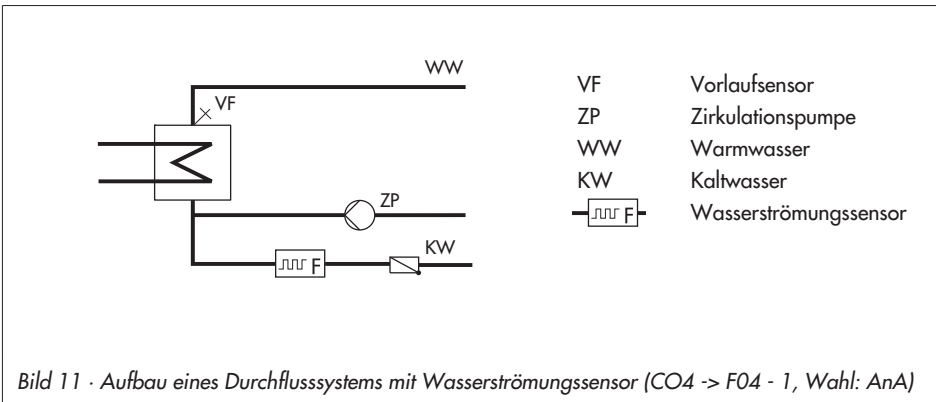 WW
VF
ZP
KW
F
VF Vorlaufsensor
ZP Zirkulationspumpe
WW Warmwasser
KW Kaltwasser
F Wasserströmungssensor
Bild 11 · Aufbau eines Durchflusssystems mit Wasserströmungssensor (CO4 -> F04 - 1, Wahl: AnA)